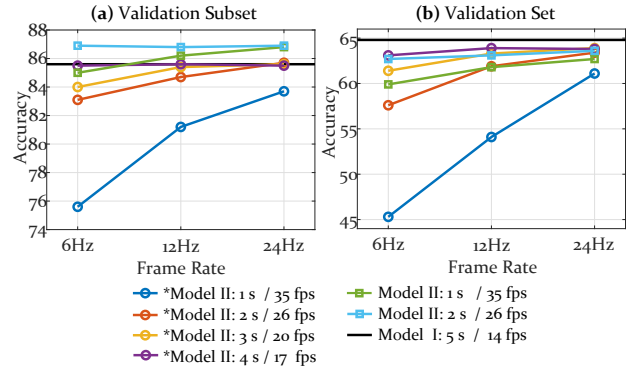 (a) Validation Subset
(b) Validation Set
88
86
84
82
80
78
76
74
Accuracy
6Hz
12Hz
24Hz
Frame Rate
65
60
55
50
45
Accuracy
6Hz
12Hz
24Hz
Frame Rate
*Model II: 1 s / 35 fps
*Model II: 2 s / 26 fps
*Model II: 3 s / 20 fps
*Model II: 4 s / 17 fps
Model II: 1 s / 35 fps
Model II: 2 s / 26 fps
Model I: 5 s / 14 fps